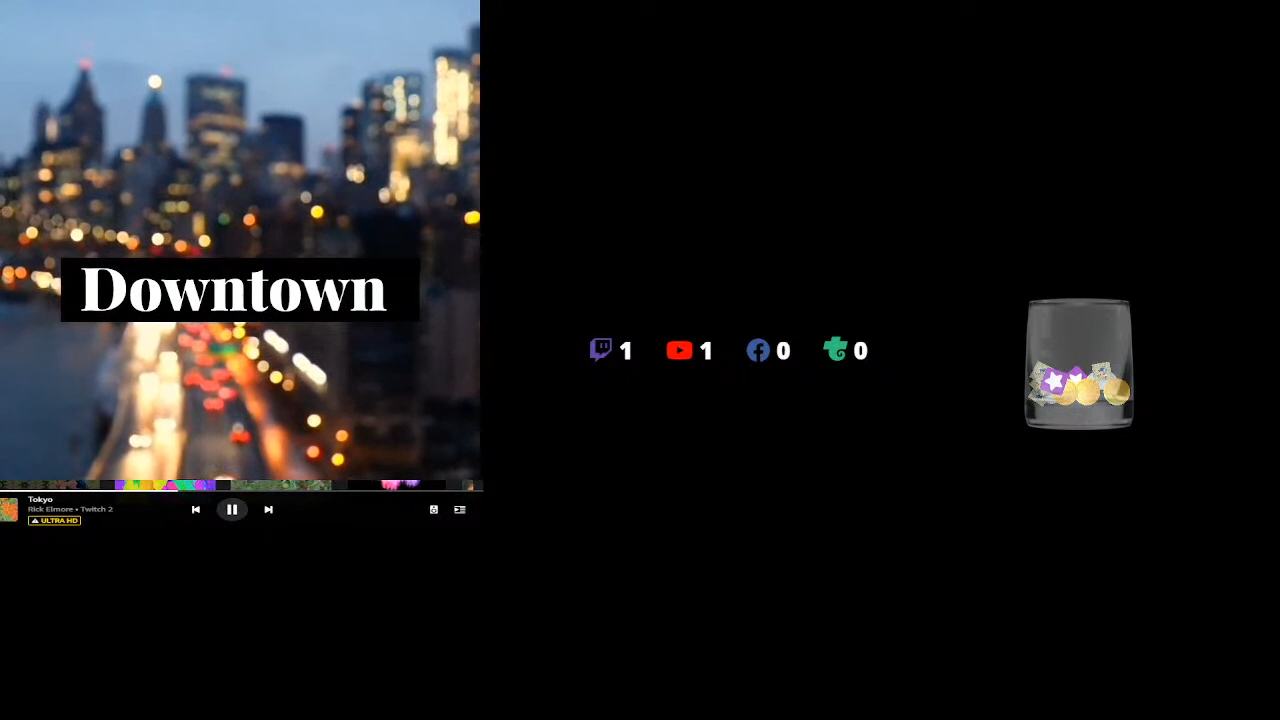 Downtown
1 1 0 0
Tokyo
Rick Elmore • Twitch 2
ULTRA HD